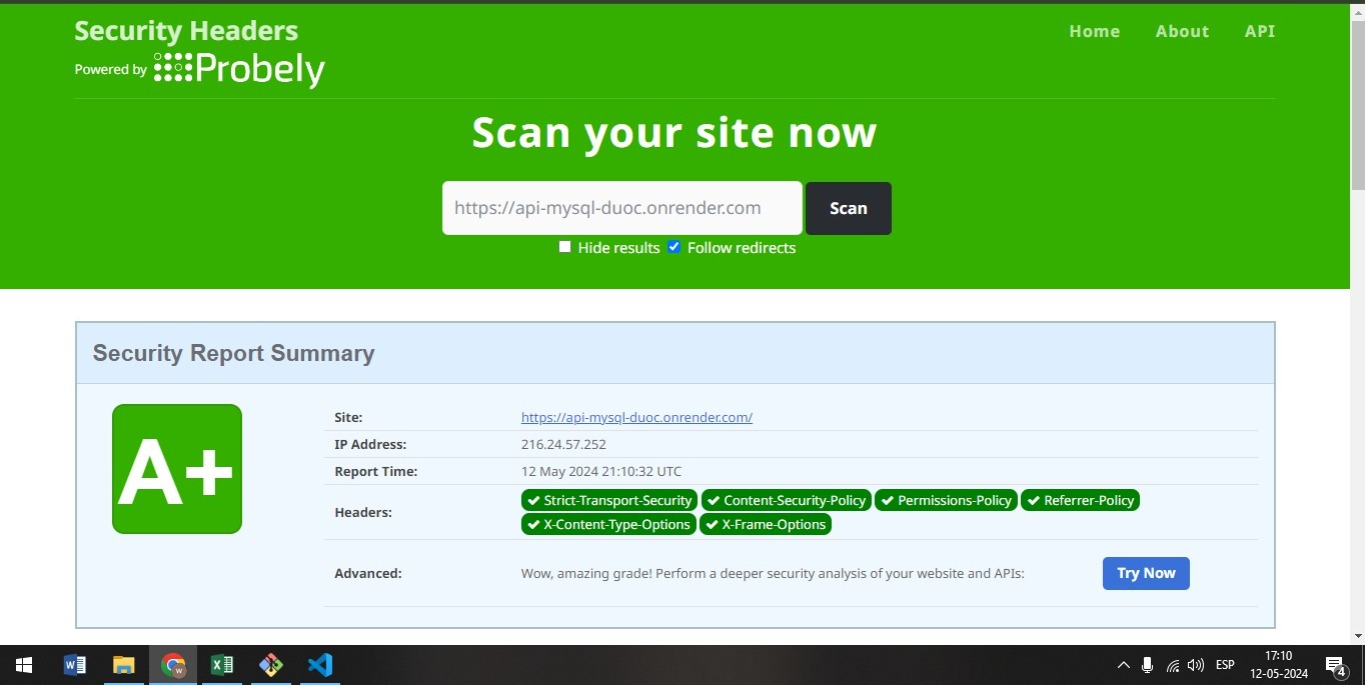 Security Headers
Home About API
Powered by Probely
Scan your site now
https://api-mysql-duoc.onrender.com Scan
Hide results Follow redirects
Security Report Summary
A+
Site: https://api-mysql-duoc.onrender.com/
IP Address: 216.24.57.252
Report Time: 12 May 2024 21:10:32 UTC
Headers: Strict-Transport-Security Content-Security-Policy Permissions-Policy Referrer-Policy
X-Content-Type-Options X-Frame-Options
Advanced: Wow, amazing grade! Perform a deeper security analysis of your website and APIs: Try Now
ESP 17:10
12-05-2024 4